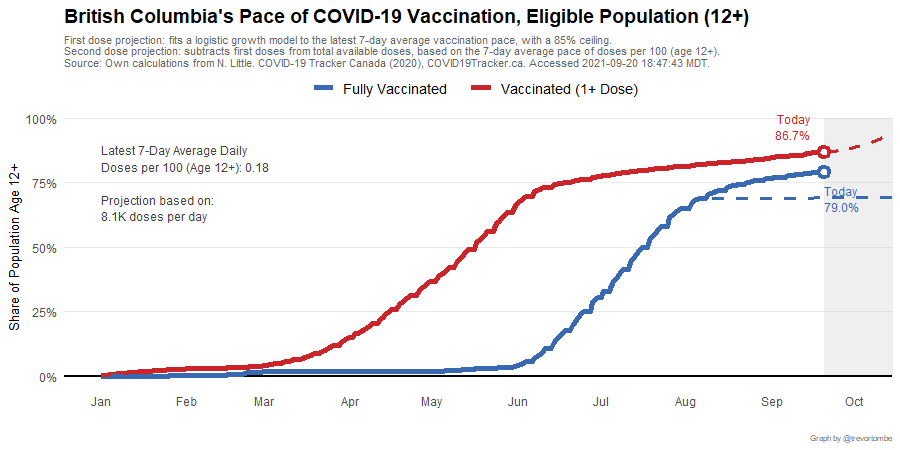 British Columbia's Pace of COVID-19 Vaccination, Eligible Population (12+)
First dose projection: fits a logistic growth model to the latest 7-day average vaccination pace, with a 85% ceiling.
Second dose projection: subtracts first doses from total available doses, based on the 7-day average pace of doses per 100 (age 12+).
Source: Own calculations from N. Little. COVID-19 Tracker Canada (2020), COVID19Tracker.ca. Accessed 2021-09-20 18:47:43 MDT.
Fully Vaccinated
Vaccinated (1+ Dose)
Share of Population Age 12+
100%
75%
50%
25%
0%
Latest 7-Day Average Daily
Doses per 100 (Age 12+): 0.18
Projection based on:
8.1K doses per day
Today
86.7%
Today
79.0%
Jan
Feb
Mar
Apr
May
Jun
Jul
Aug
Sep
Oct
Graph by @trevortombe